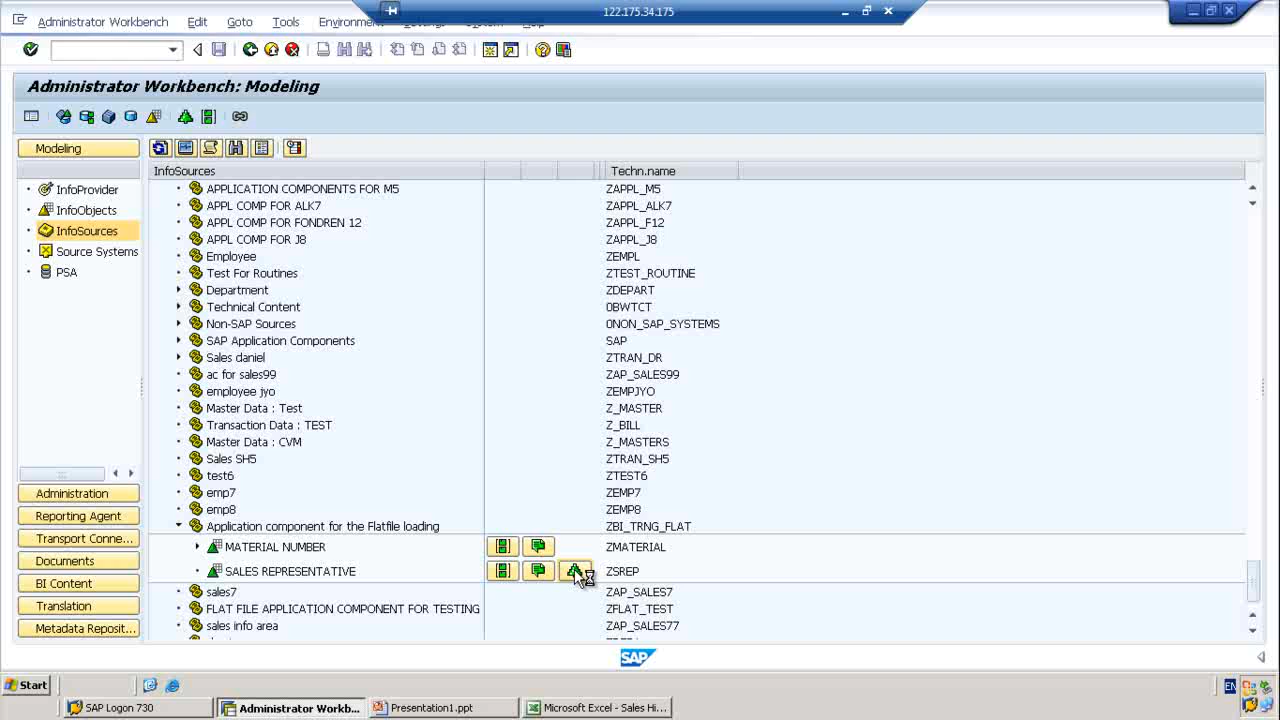 122.175.34.175
Administrator Workbench Edit Goto Tools
Administrator Workbench: Modeling
Modeling
InfoProvider
InfoObjects
InfoSources
Source Systems
PSA
Administration
Reporting Agent
Transport Conne...
Documents
BI Content
Translation
Metadata Reposit...
InfoSources Techn.name
APPLICATION COMPONENTS FOR M5 ZAPPL_M5
APPL COMP FOR ALK7 ZAPPL_ALK7
APPL COMP FOR FONDREN 12 ZAPPL_F12
APPL COMP FOR J8 ZAPPL_J8
Employee ZEMPL
Test For Routines ZTEST_ROUTINE
Department ZDEPART
Technical Content 0BWTCT
Non-SAP Sources 0NON_SAP_SYSTEMS
SAP Application Components SAP
Sales daniel ZTRAN_DR
ac for sales99 ZAP_SALES99
employee jyo ZEMPJYO
Master Data : Test Z_MASTER
Transaction Data : TEST Z_BILL
Master Data : CVM Z_MASTERS
Sales SH5 ZTRAN_SH5
test6 ZTEST6
emp7 ZEMP7
emp8 ZEMP8
Application component for the Flatfile loading ZBI_TRNG_FLAT
MATERIAL NUMBER ZMATERIAL
SALES REPRESENTATIVE ZSREP
sales7 ZAP_SALES7
FLAT FILE APPLICATION COMPONENT FOR TESTING ZFLAT_TEST
sales info area ZAP_SALES77
SAP
Start EN
SAP Logon 730 Administrator Workb... Presentation1.ppt Microsoft Excel - Sales Hi...